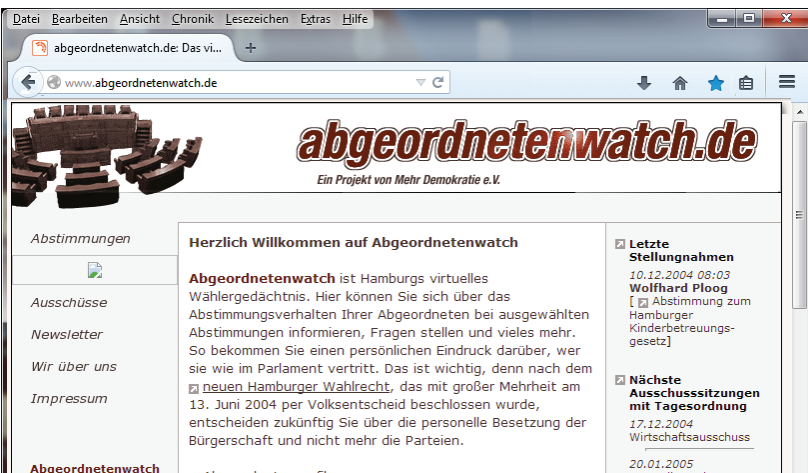 Datei Bearbeiten Ansicht Chronik Lesezeichen Extras Hilfe
abgeordnetenwatch.de: Das vi...
www.abgeordnetenwatch.de
abgeordnetenwatch.de
Ein Projekt von Mehr Demokratie e.V.
Abstimmungen
Ausschüsse
Newsletter
Wir über uns
Impressum
Abgeordnetenwatch
Herzlich Willkommen auf Abgeordnetenwatch
Abgeordnetenwatch ist Hamburgs virtuelles
Wählergedächtnis. Hier können Sie sich über das
Abstimmungsverhalten Ihrer Abgeordneten bei ausgewählten
Abstimmungen informieren, Fragen stellen und vieles mehr.
So bekommen Sie einen persönlichen Eindruck darüber, wer
sie wie im Parlament vertritt. Das ist wichtig, denn nach dem
neuen Hamburger Wahlrecht, das mit großer Mehrheit am
13. Juni 2004 per Volksentscheid beschlossen wurde,
entscheiden zukünftig Sie über die personelle Besetzung der
Bürgerschaft und nicht mehr die Parteien.
Letzte
Stellungnahmen
10.12.2004 08:03
Wolfhard Ploog
[ Abstimmung zum
Hamburger
Kinderbetreuungs-
gesetz]
Nächste
Ausschusssitzungen
mit Tagesordnung
17.12.2004
Wirtschaftsausschuss
20.01.2005